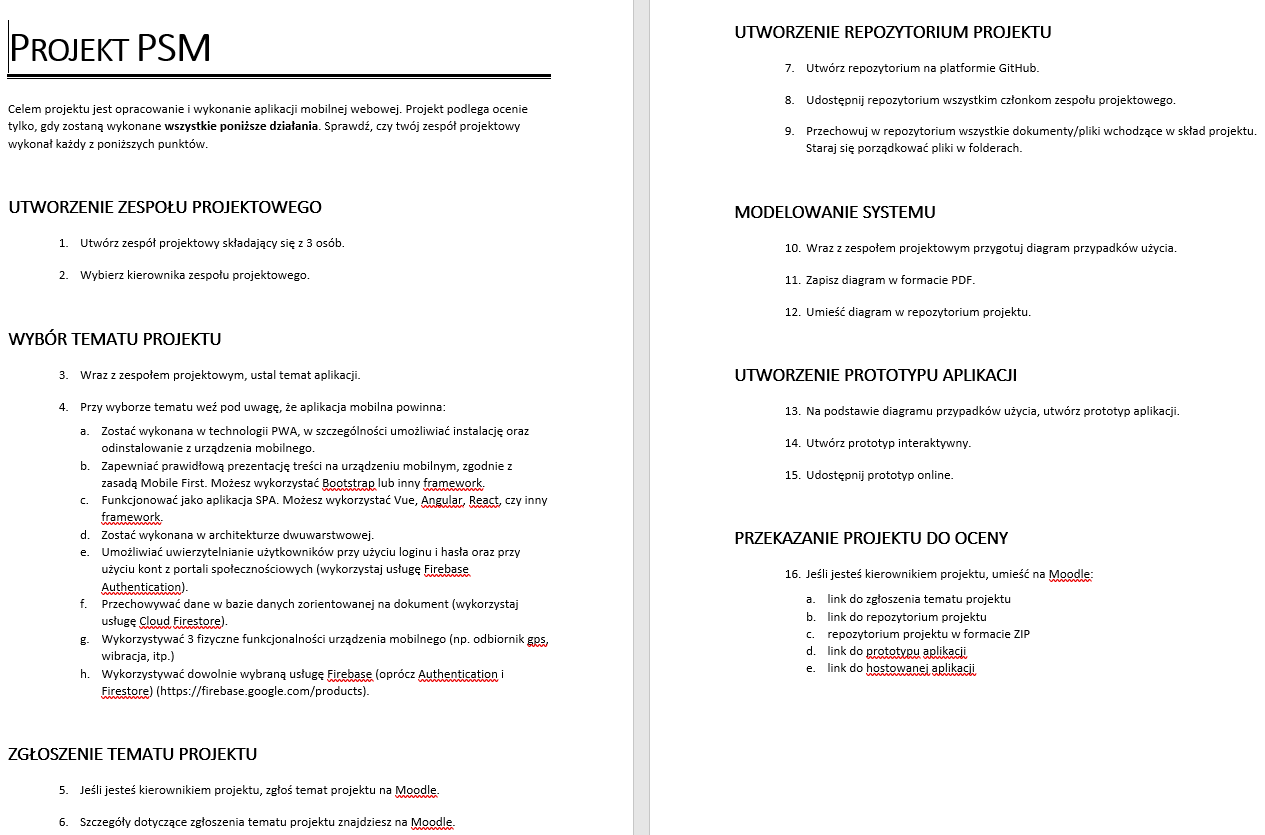 PROJEKT PSM
Celem projektu jest opracowanie i wykonanie aplikacji mobilnej webowej. Projekt podlega ocenie
tylko, gdy zostaną wykonane wszystkie poniższe działania. Sprawdź, czy twój zespół projektowy
wykonał każdy z poniższych punktów.
UTWORZENIE ZESPOŁU PROJEKTOWEGO
1. Utwórz zespół projektowy składający się z 3 osób.
2. Wybierz kierownika zespołu projektowego.
WYBÓR TEMATU PROJEKTU
3. Wraz z zespołem projektowym, ustal temat aplikacji.
4. Przy wyborze tematu weź pod uwagę, że aplikacja mobilna powinna:
a. Zostać wykonana w technologii PWA, w szczególności umożliwiać instalację oraz
odinstalowanie z urządzenia mobilnego.
b. Zapewniać prawidłową prezentację treści na urządzeniu mobilnym, zgodnie z
zasadą Mobile First. Możesz wykorzystać Bootstrap lub inny framework.
c. Funkcjonować jako aplikacja SPA. Możesz wykorzystać Vue, Angular, React, czy inny
framework.
d. Zostać wykonana w architekturze dwuwarstwowej.
e. Umożliwiać uwierzytelnianie użytkowników przy użyciu loginu i hasła oraz przy
użyciu kont z portali społecznościowych (wykorzystaj usługę Firebase
Authentication).
f. Przechowywać dane w bazie danych zorientowanej na dokument (wykorzystaj
usługę Cloud Firestore).
g. Wykorzystywać 3 fizyczne funkcjonalności urządzenia mobilnego (np. odbiornik gps,
wibracja, itp.)
h. Wykorzystywać dowolnie wybraną usługę Firebase (oprócz Authentication i
Firestore) (https://firebase.google.com/products).
ZGŁOSZENIE TEMATU PROJEKTU
5. Jeśli jesteś kierownikiem projektu, zgłoś temat projektu na Moodle.
6. Szczegóły dotyczące zgłoszenia tematu projektu znajdziesz na Moodle.
UTWORZENIE REPOZYTORIUM PROJEKTU
7. Utwórz repozytorium na platformie GitHub.
8. Udostępnij repozytorium wszystkim członkom zespołu projektowego.
9. Przechowuj w repozytorium wszystkie dokumenty/pliki wchodzące w skład projektu.
Staraj się porządkować pliki w folderach.
MODELOWANIE SYSTEMU
10. Wraz z zespołem projektowym przygotuj diagram przypadków użycia.
11. Zapisz diagram w formacie PDF.
12. Umieść diagram w repozytorium projektu.
UTWORZENIE PROTOTYPU APLIKACJI
13. Na podstawie diagramu przypadków użycia, utwórz prototyp aplikacji.
14. Utwórz prototyp interaktywny.
15. Udostępnij prototyp online.
PRZEKAZANIE PROJEKTU DO OCENY
16. Jeśli jesteś kierownikiem projektu, umieść na Moodle:
a. link do zgłoszenia tematu projektu
b. link do repozytorium projektu
c. repozytorium projektu w formacie ZIP
d. link do prototypu aplikacji
e. link do hostowanej aplikacji